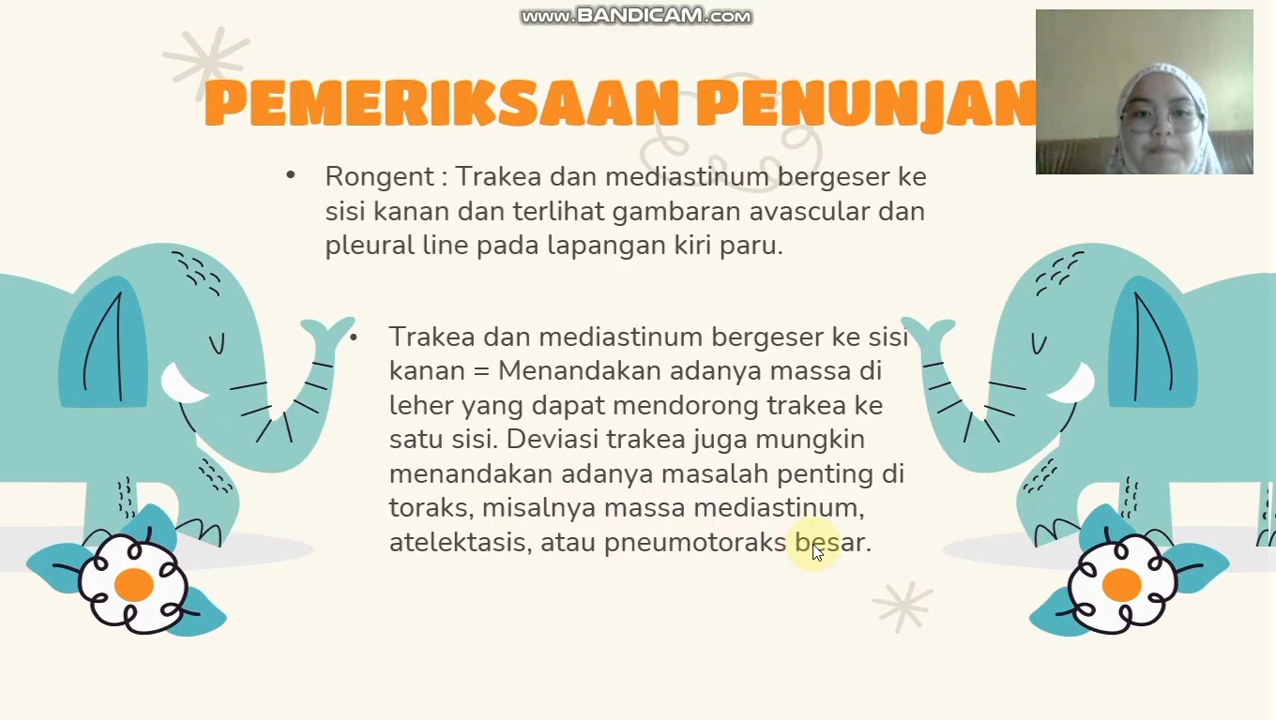 www.BANDICAM.com
PEMERIKSAAN PENUNJAN
• Rongent : Trakea dan mediastinum bergeser ke
sisi kanan dan terlihat gambaran avascular dan
pleural line pada lapangan kiri paru.
• Trakea dan mediastinum bergeser ke sisi
kanan = Menandakan adanya massa di
leher yang dapat mendorong trakea ke
satu sisi. Deviasi trakea juga mungkin
menandakan adanya masalah penting di
toraks, misalnya massa mediastinum,
atelektasis, atau pneumotoraks besar.